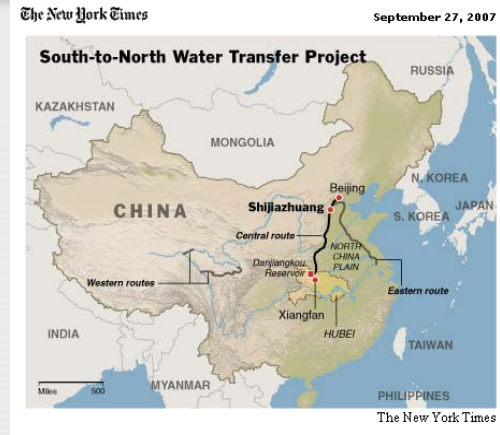 The New York Times
September 27, 2007
South-to-North Water Transfer Project
RUSSIA
KAZAKHSTAN
MONGOLIA
Beijing
N. KOREA
CHINA
Shijiazhuang
JAPAN
S. KOREA
Central route
NORTH
CHINA
PLAIN
Danjiangkou
Reservoir
Western routes
Eastern route
Xiangfan
HUBEI
INDIA
TAIWAN
Miles 500
MYANMAR
PHILIPPINES
The New York Times